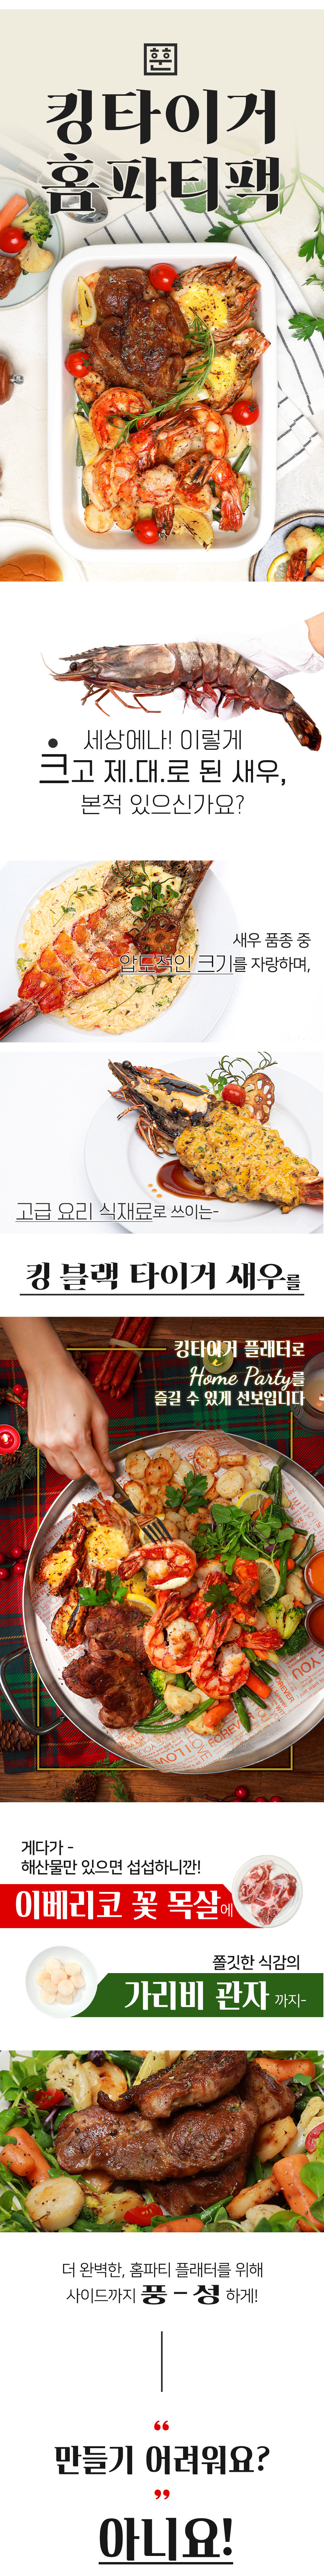 훈훈
킹타이거
홈파티팩
세상에나! 이렇게
크고 제.대.로 된 새우,
본적 있으신가요?
새우 품종 중
압도적인 크기를 자랑하며,
고급 요리 식재료로 쓰이는-
킹 블랙 타이거 새우를
킹타이거 플래터로
Home Party를
즐길 수 있게 선보입니다
FOREVER
YOU
I LOVE
FOREVER
게다가 -
해산물만 있으면 섭섭하니깐!
이베리코 꽃 목살에
쫄깃한 식감의
가리비 관자 까지-
더 완벽한, 홈파티 플래터를 위해
사이드까지 풍-성 하게!
“
만들기 어려워요?
”
아니요!